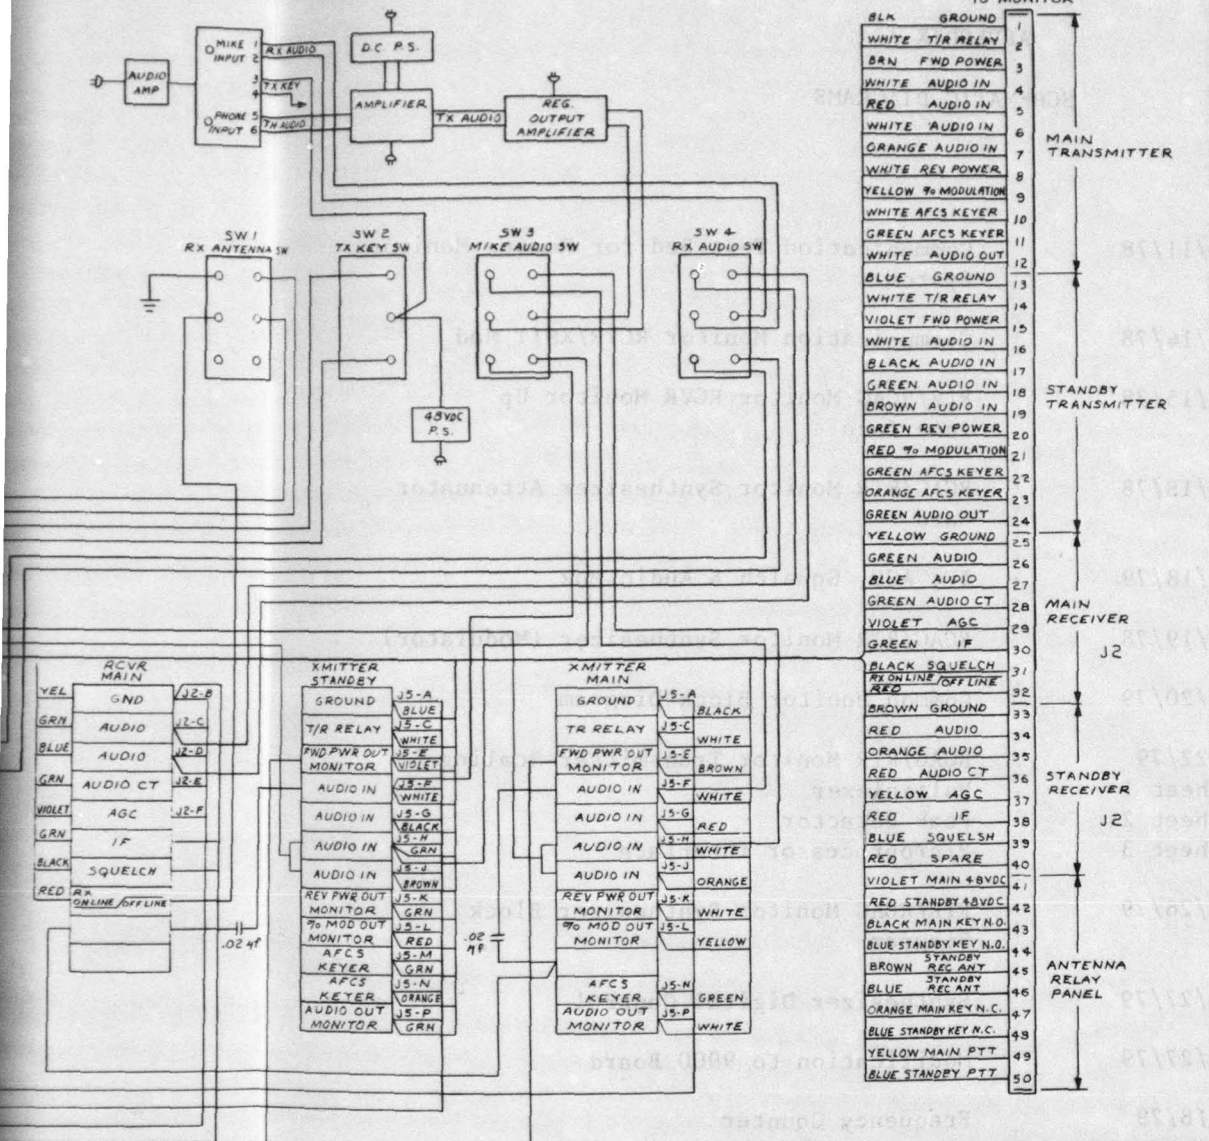 TO MONITOR
MIKE 1
INPUT 2
3
4
PHONE 5
INPUT 6
RX AUDIO
TX KEY
AUDIO
AMP
D.C. P.S.
AMPLIFIER
TX AUDIO
REG.
OUTPUT
AMPLIFIER
SW 1
RX ANTENNA SW
SW 2
TX KEY SW
SW 3
MIKE AUDIO SW
SW 4
RX AUDIO SW
48VDC
P.S.
RCVR
MAIN
YEL GND J2-B
GRN AUDIO J2-C
BLUE AUDIO J2-D
GRN AUDIO CT J2-E
VIOLET AGC J2-F
GRN IF
BLACK SQUELCH
RED RX
ONLINE/OFFLINE
.02 μf
XMITTER
STANDBY
GROUND J5-A
BLUE
T/R RELAY J5-C
WHITE
FWD PWR OUT J5-E
MONITOR VIOLET
AUDIO IN J5-F
WHITE
AUDIO IN J5-G
BLACK
AUDIO IN J5-H
GRN
AUDIO IN J5-J
BROWN
REV PWR OUT J5-K
MONITOR GRN
% MOD OUT J5-L
MONITOR RED
AFCS J5-M
KEYER GRN
AFCS J5-N
KEYER ORANGE
AUDIO OUT J5-P
MONITOR GRN
.02
μf
XMITTER
MAIN
GROUND J5-A
BLACK
TR RELAY J5-C
WHITE
FWD PWR OUT J5-E
MONITOR BROWN
AUDIO IN J5-F
WHITE
AUDIO IN J5-G
RED
AUDIO IN J5-H
WHITE
AUDIO IN J5-J
ORANGE
REV PWR OUT J5-K
MONITOR WHITE
% MOD OUT J5-L
MONITOR YELLOW
AFCS J5-N
KEYER GREEN
AUDIO OUT J5-P
MONITOR WHITE
BLK GROUND 1
WHITE T/R RELAY 2
BRN FWD POWER 3
WHITE AUDIO IN 4
RED AUDIO IN 5
WHITE AUDIO IN 6
ORANGE AUDIO IN 7
WHITE REV POWER 8
YELLOW % MODULATION 9
WHITE AFCS KEYER 10
GREEN AFCS KEYER 11
WHITE AUDIO OUT 12
MAIN
TRANSMITTER
BLUE GROUND 13
WHITE T/R RELAY 14
VIOLET FWD POWER 15
WHITE AUDIO IN 16
BLACK AUDIO IN 17
GREEN AUDIO IN 18
BROWN AUDIO IN 19
GREEN REV POWER 20
RED % MODULATION 21
GREEN AFCS KEYER 22
ORANGE AFCS KEYER 23
GREEN AUDIO OUT 24
STANDBY
TRANSMITTER
YELLOW GROUND 25
GREEN AUDIO 26
BLUE AUDIO 27
GREEN AUDIO CT 28
VIOLET AGC 29
GREEN IF 30
BLACK SQUELCH 31
RX ON LINE/OFF LINE
RED 32
MAIN
RECEIVER
J2
BROWN GROUND 33
RED AUDIO 34
ORANGE AUDIO 35
RED AUDIO CT 36
YELLOW AGC 37
RED IF 38
BLUE SQUELSH 39
RED SPARE 40
STANDBY
RECEIVER
J2
VIOLET MAIN 48VDC 41
RED STANDBY 48VDC 42
BLACK MAIN KEY N.O. 43
BLUE STANDBY KEY N.O. 44
STANDBY
BROWN REC ANT 45
STANDBY
BLUE REC ANT 46
ORANGE MAIN KEY N.C. 47
BLUE STANDBY KEY N.C. 48
YELLOW MAIN PTT 49
BLUE STANDBY PTT 50
ANTENNA
RELAY
PANEL